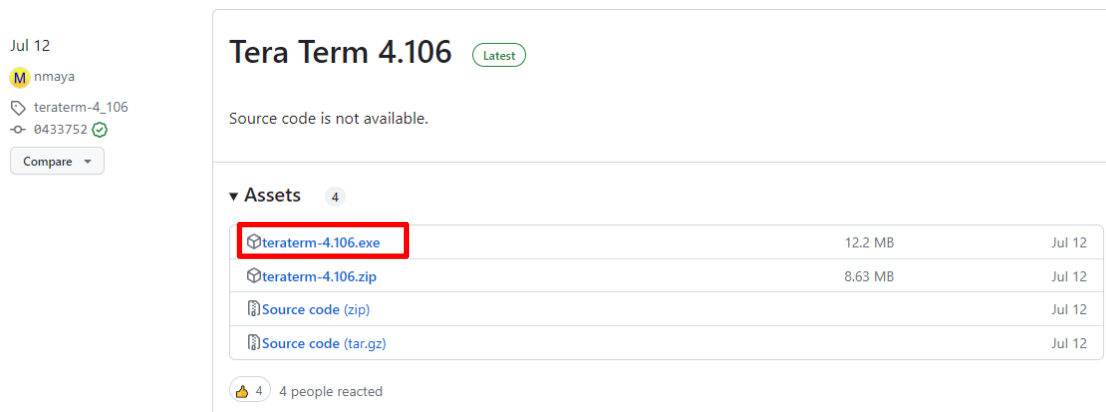 Jul 12
M nmaya
teraterm-4_106
0433752
Compare
Tera Term 4.106 Latest
Source code is not available.
Assets 4
teraterm-4.106.exe 12.2 MB Jul 12
teraterm-4.106.zip 8.63 MB Jul 12
Source code (zip) Jul 12
Source code (tar.gz) Jul 12
👍 4 4 people reacted